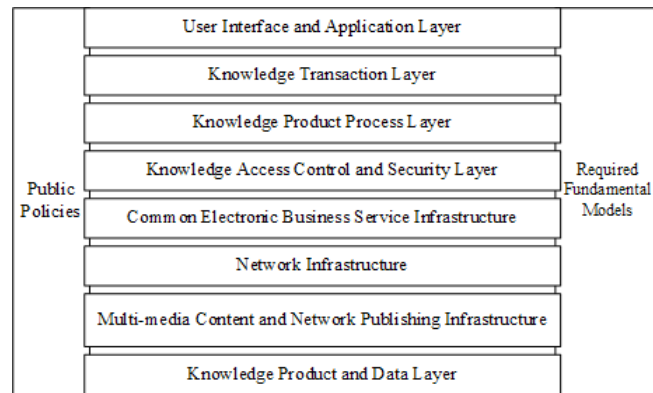 User Interface and Application Layer
Knowledge Transaction Layer
Knowledge Product Process Layer
Knowledge Access Control and Security Layer
Common Electronic Business Service Infrastructure
Network Infrastructure
Multi-media Content and Network Publishing Infrastructure
Knowledge Product and Data Layer
Public
Policies
Required
Fundamental
Models